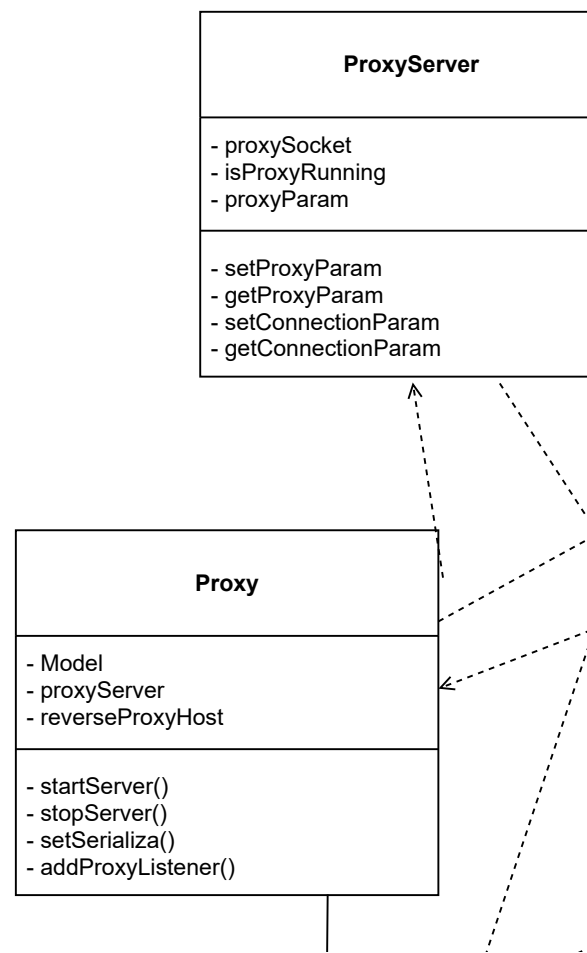 ProxyServer
- proxySocket
- isProxyRunning
- proxyParam
- setProxyParam
- getProxyParam
- setConnectionParam
- getConnectionParam
Proxy
- Model
- proxyServer
- reverseProxyHost
- startServer()
- stopServer()
- setSerializa()
- addProxyListener()